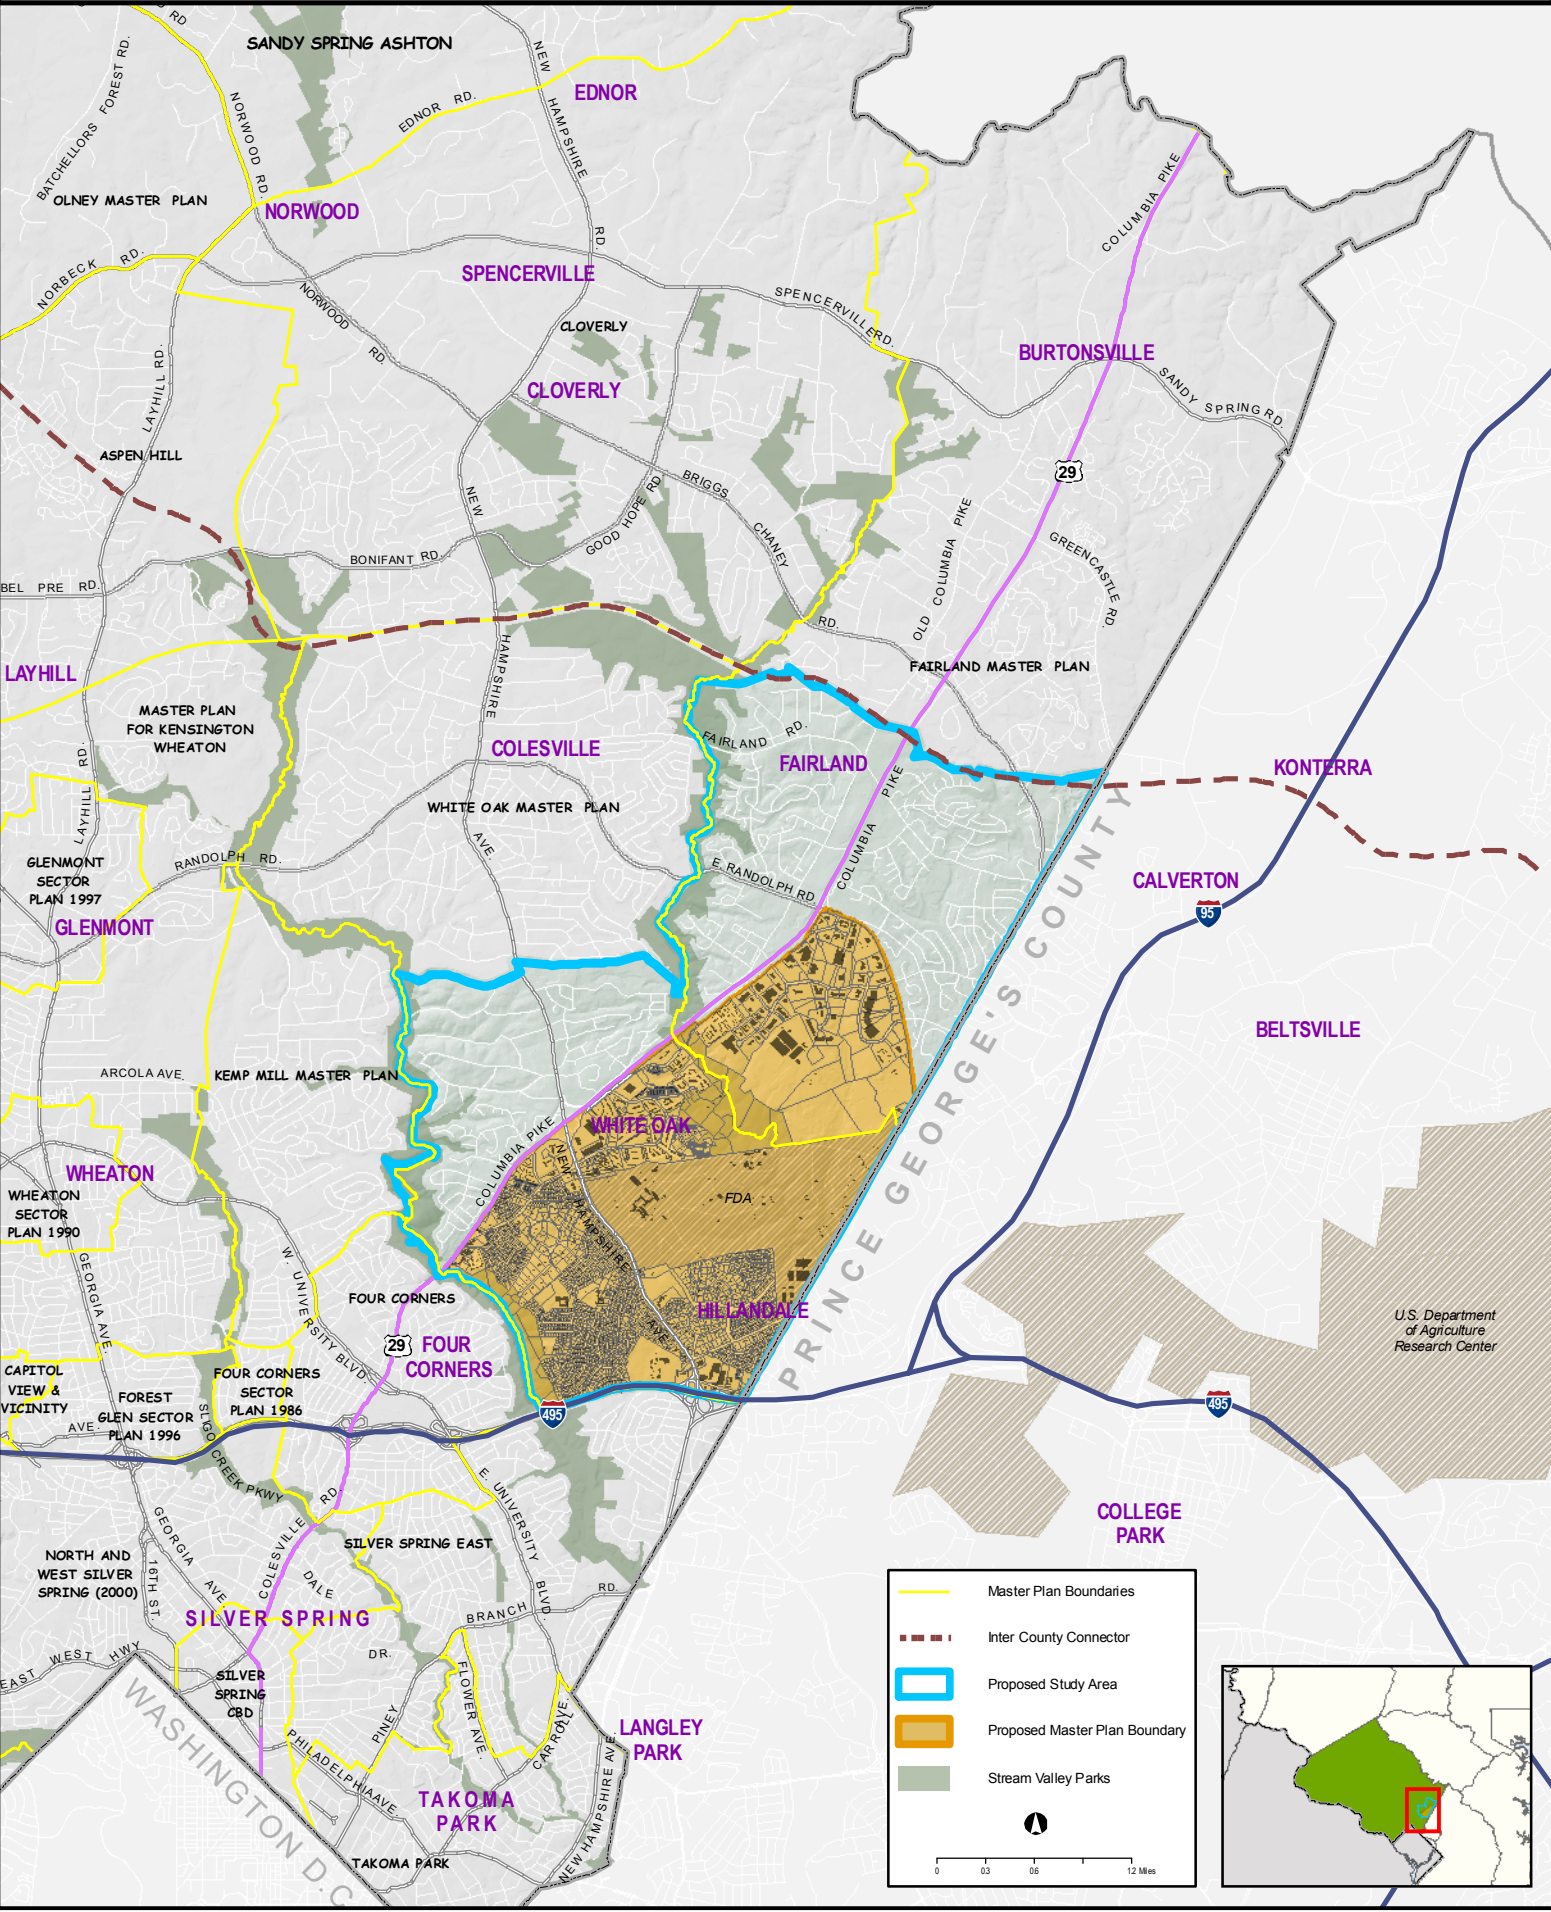 RD
SANDY SPRING ASHTON
NEW
HAMPSHIRE
RD.
EDNOR
EDNOR RD.
BATCHELLORS FOREST RD.
NORWOOD RD.
OLNEY MASTER PLAN
NORWOOD
COLUMBIA PIKE
NORBECK RD.
SPENCERVILLE
NORWOOD
RD.
SPENCERVILLE RD.
CLOVERLY
BURTONSVILLE
LAYHILL RD.
CLOVERLY
SANDY SPRING RD.
ASPEN HILL
29
NEW
BRIGGS
CHANEY
RD.
GOOD HOPE RD.
OLD COLUMBIA PIKE
GREENCASTLE RD.
BONIFANT RD.
BEL PRE RD.
HAMPSHIRE
LAYHILL
FAIRLAND MASTER PLAN
MASTER PLAN
FOR KENSINGTON
WHEATON
FAIRLAND RD.
COLESVILLE
FAIRLAND
KONTERRA
LAYHILL RD.
LAYHILL
WHITE OAK MASTER PLAN
COLUMBIA PIKE
AVE.
GLENMONT
SECTOR
PLAN 1997
RANDOLPH RD.
E. RANDOLPH RD.
CALVERTON
95
GLENMONT
PRINCE GEORGE'S COUNTY
BELTSVILLE
ARCOLA AVE.
KEMP MILL MASTER PLAN
WHITE OAK
COLUMBIA PIKE
NEW
HAMPSHIRE
AVE.
WHEATON
WHEATON
SECTOR
PLAN 1990
FDA
GEORGIA AVE.
W. UNIVERSITY BLVD.
FOUR CORNERS
HILLANDALE
U.S. Department
of Agriculture
Research Center
29
FOUR
CORNERS
CAPITOL
VIEW &
VICINITY
FOUR CORNERS
SECTOR
PLAN 1986
FOREST
GLEN SECTOR
PLAN 1996
AVE.
495
495
SLIGO CREEK PKWY
RD.
E. UNIVERSITY BLVD.
COLLEGE
PARK
GEORGIA AVE
COLESVILLE
SILVER SPRING EAST
NORTH AND
WEST SILVER
SPRING (2000)
16TH ST.
DALE
DR.
BRANCH
RD.
SILVER SPRING
EAST WEST HWY
SILVER
SPRING
CBD
PINEY
FLOWER AVE.
CARROLL AVE.
LANGLEY
PARK
PHILADELPHIA AVE.
NEW HAMPSHIRE AVE.
WASHINGTON D.C
TAKOMA
PARK
TAKOMA PARK
Master Plan Boundaries
Inter County Connector
Proposed Study Area
Proposed Master Plan Boundary
Stream Valley Parks
0 0.3 0.6 1.2 Miles